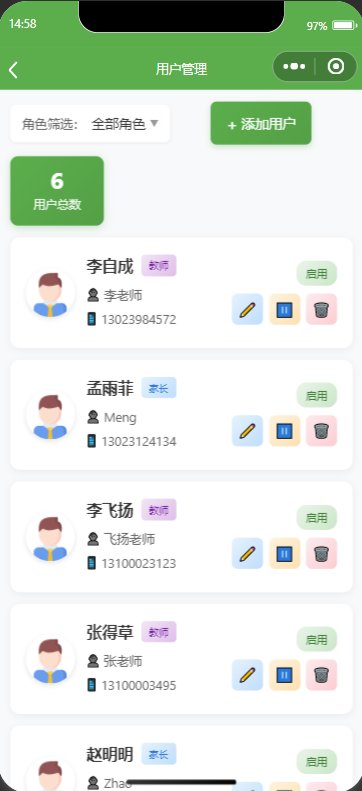 14:58
97%
用户管理
角色筛选： 全部角色
+ 添加用户
6
用户总数
李自成 教师
启用
李老师
13023984572
孟雨菲 家长
启用
Meng
13023124134
李飞扬 教师
启用
飞扬老师
13100023123
张得草 教师
启用
张老师
13100003495
赵明明 家长
启用
Zhao